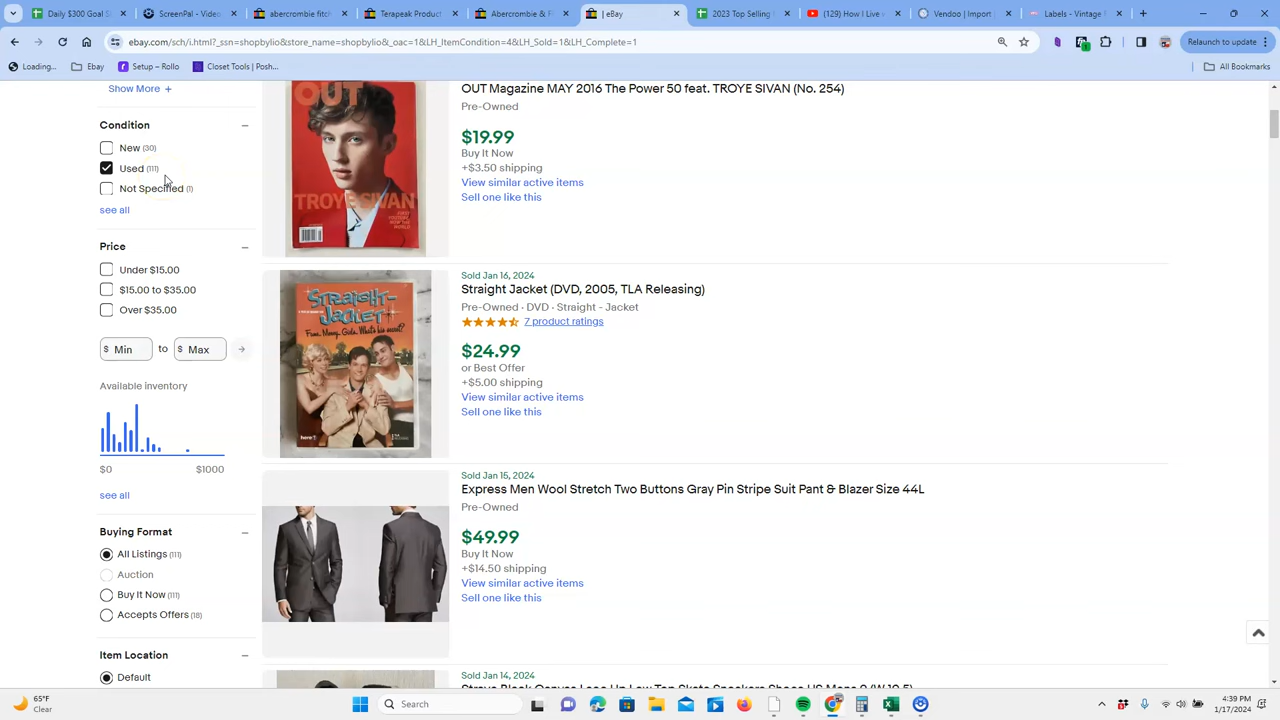 Daily $300 Goal
abercrombie fitch
terapeak Product
abercrombie & F
| eBay
2023 Top Selling
(129) How I Live
Vendoo | Import
Labels - Vintage
ebay.com/sch/i.html?_ssn=shopbylio&store_name=shopbylio&_oac=1&LH_ItemCondition=4&LH_Sold=1&LH_Complete=1
Relaunch to update
Loading...
Ebay
Setup – Rollo
Closet Tools | Posh...
All Bookmarks
Show More +
OUT Magazine MAY 2016 The Power 50 feat. TROYE SIVAN (No. 254)
Pre-Owned
$19.99
Buy It Now
+$3.50 shipping
View similar active items
Sell one like this
OUT
TROYE SIVAN
Condition
New (30)
Used (111)
Not Specified (1)
see all
Price
Under $15.00
$15.00 to $35.00
Over $35.00
$ Min to $ Max
Available inventory
$0 $1000
see all
Sold Jan 16, 2024
Straight Jacket (DVD, 2005, TLA Releasing)
Pre-Owned · DVD · Straight - Jacket
7 product ratings
$24.99
or Best Offer
+$5.00 shipping
View similar active items
Sell one like this
STRAIGHT-
JACKET
here!
Sold Jan 15, 2024
Express Men Wool Stretch Two Buttons Gray Pin Stripe Suit Pant & Blazer Size 44L
Pre-Owned
$49.99
Buy It Now
+$14.50 shipping
View similar active items
Sell one like this
Buying Format
All Listings (111)
Auction
Buy It Now (111)
Accepts Offers (18)
Item Location
Default
Sold Jan 14, 2024
65°F
Clear
Search
4:39 PM
1/17/2024